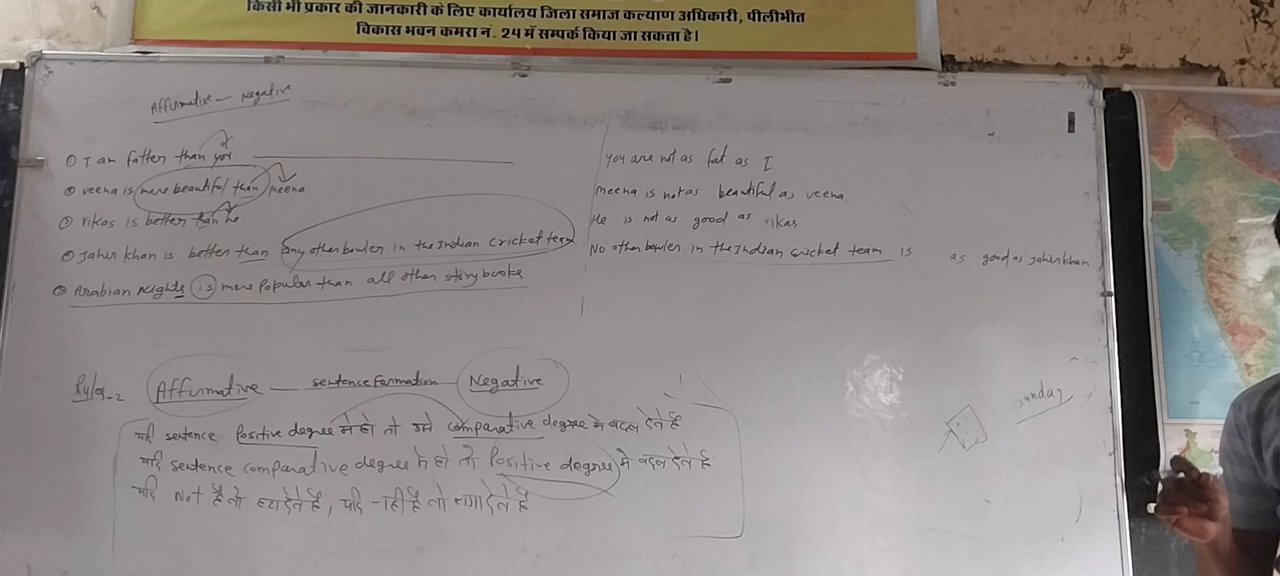 किसी भी प्रकार की जानकारी के लिए कार्यालय जिला समाज कल्याण अधिकारी, पीलीभीत
विकास भवन कमरा नं. 24 में सम्पर्क किया जा सकता है।
Affirmative — Negative
① I am fatter than you
you are not as fat as I
② veena is more beautiful than meena
meena is not as beautiful as veena.
③ vikas is better than he
He is not as good as vikas
④ Jahir khan is better than any other bowler in the Indian cricket team
No other bowler in the Indian cricket team is as good as jahir khan
⑤ Arabian Nights is more Popular than all other story books
Rule-2 Affirmative — sentence Formation — Negative
यदि sentence Positive degree मे हो तो उसे comparative degree मे बदल देते है
यदि sentence comparative degree मे हो तो Positive degree मे बदल देते है
यदि Not है तो हटा देते है, यदि नही है तो लगा देते है
sunday